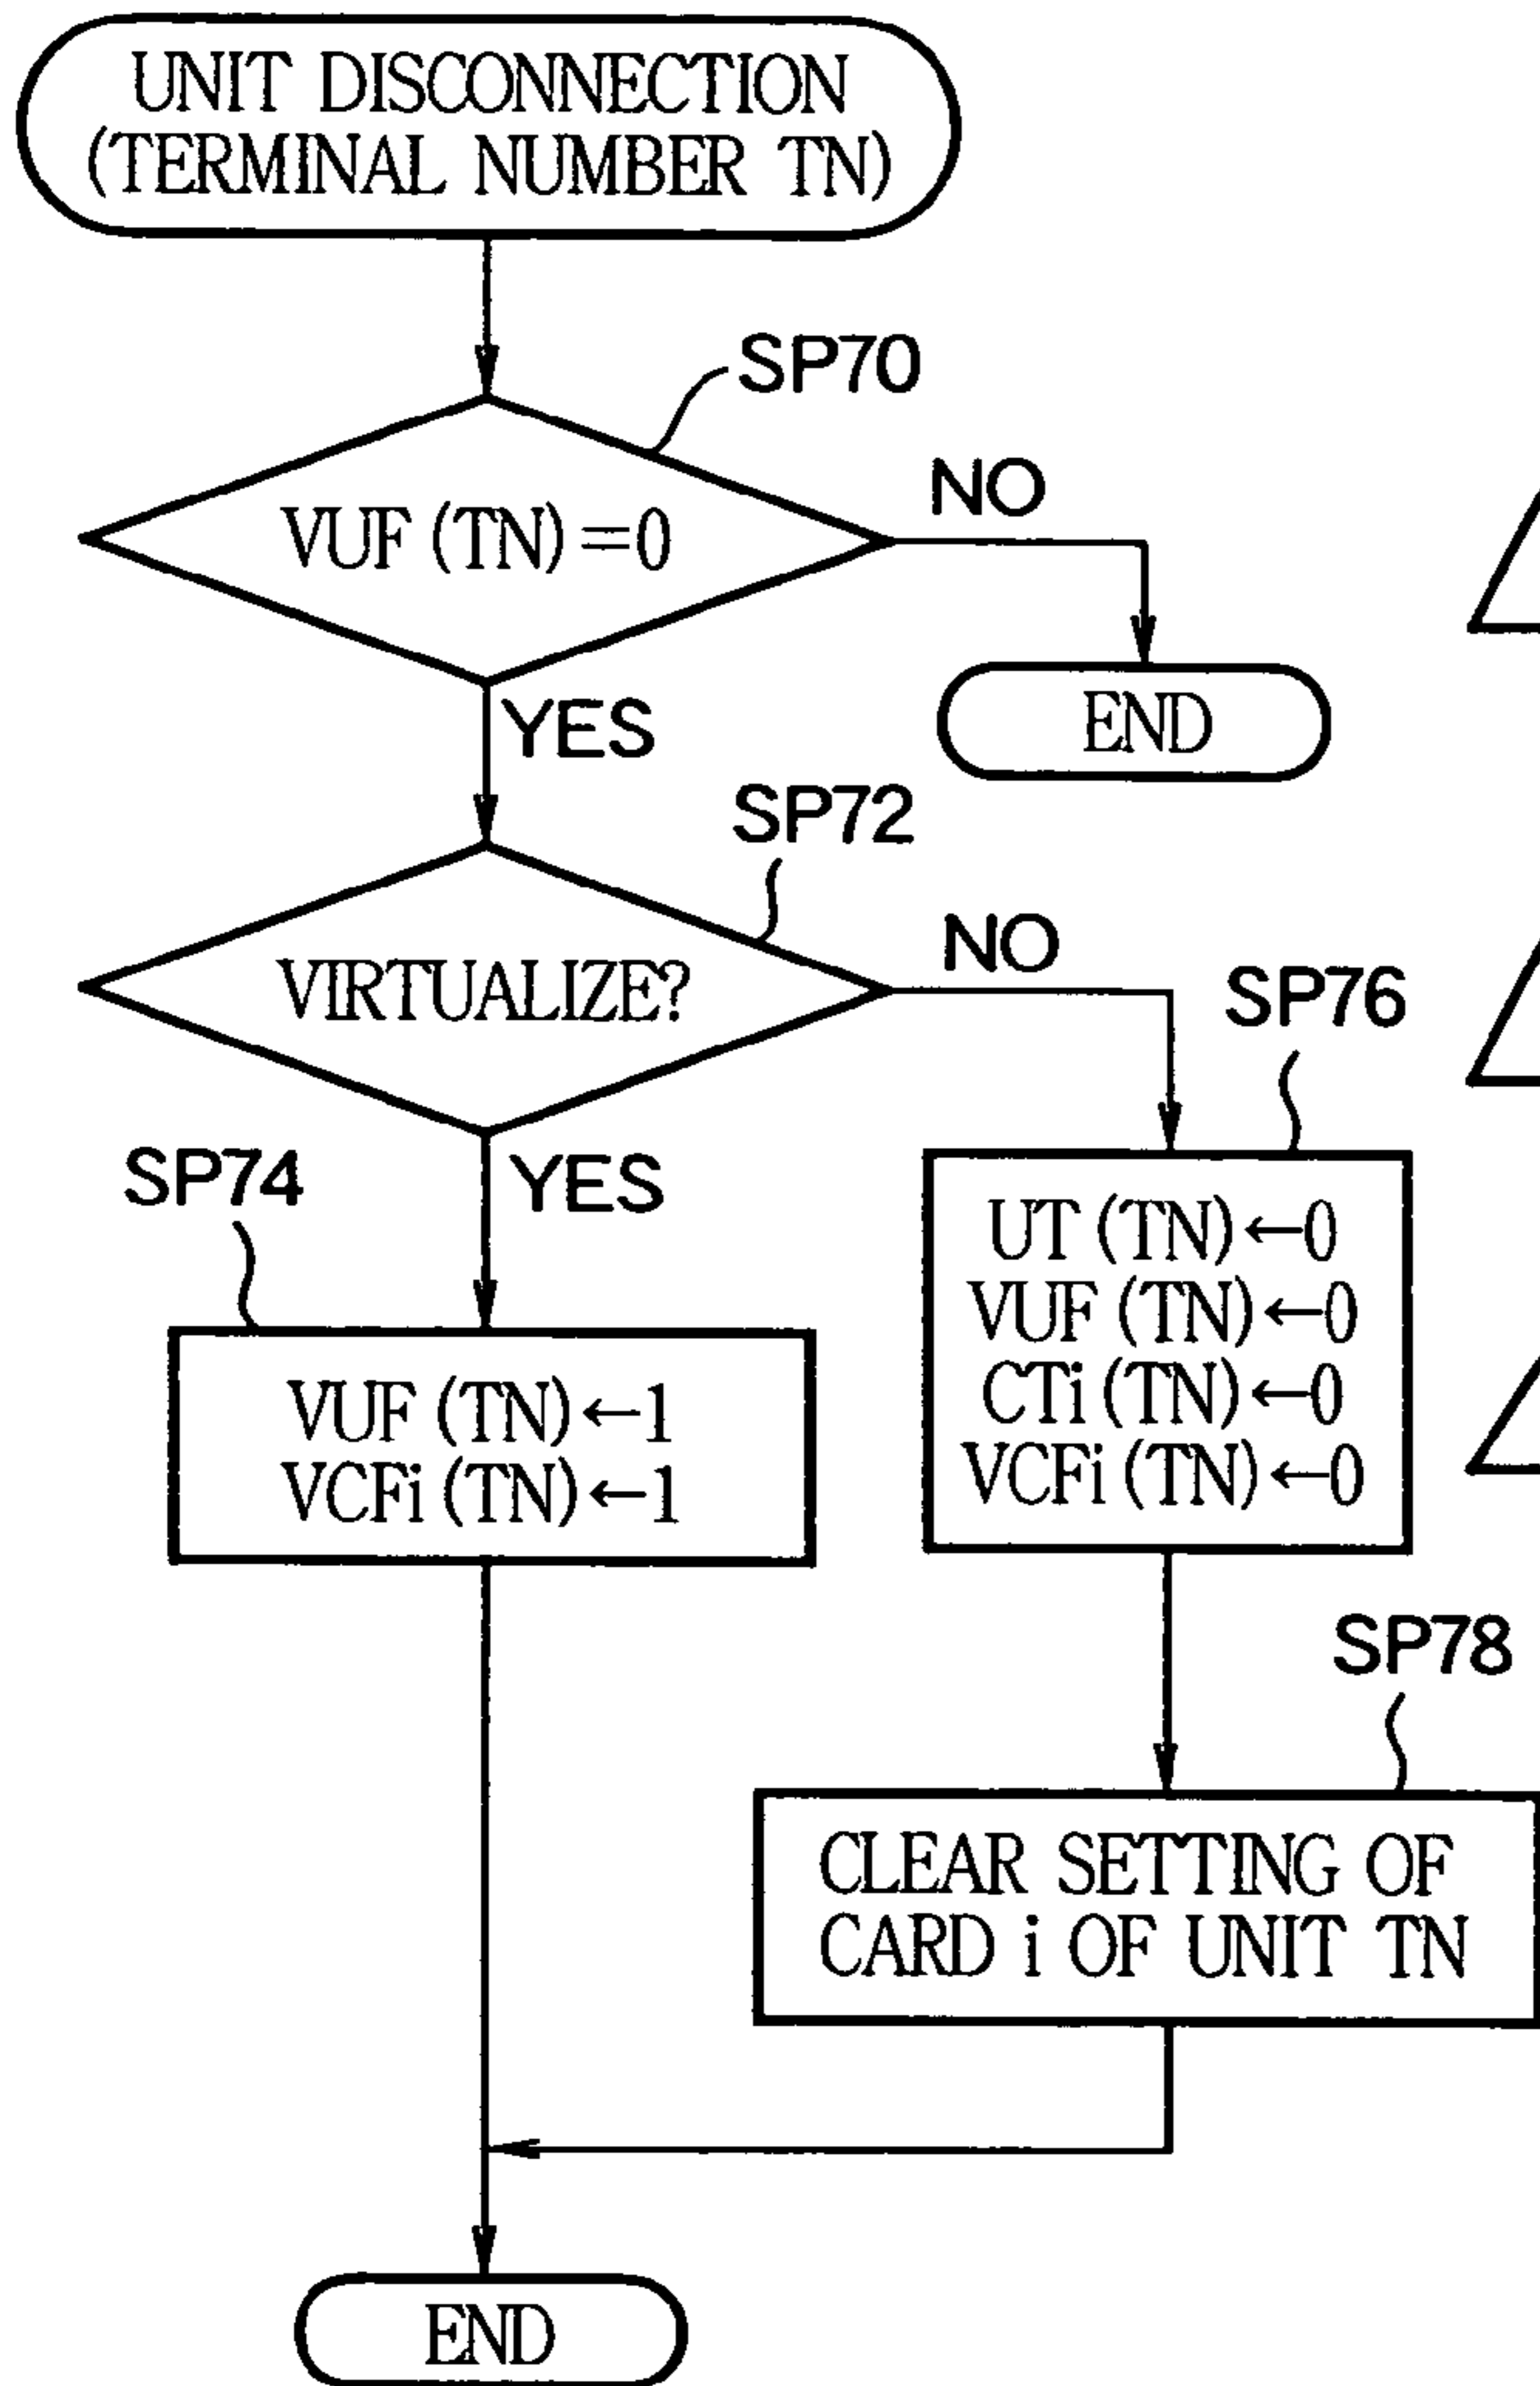 UNIT DISCONNECTION
(TERMINAL NUMBER TN)
SP70
VUF (TN)=0
NO
END
YES
SP72
VIRTUALIZE?
NO
SP76
SP74
YES
UT (TN)←0
VUF (TN)←0
CTi (TN)←0
VCFi (TN)←0
VUF (TN)←1
VCFi (TN)←1
SP78
CLEAR SETTING OF
CARD i OF UNIT TN
END